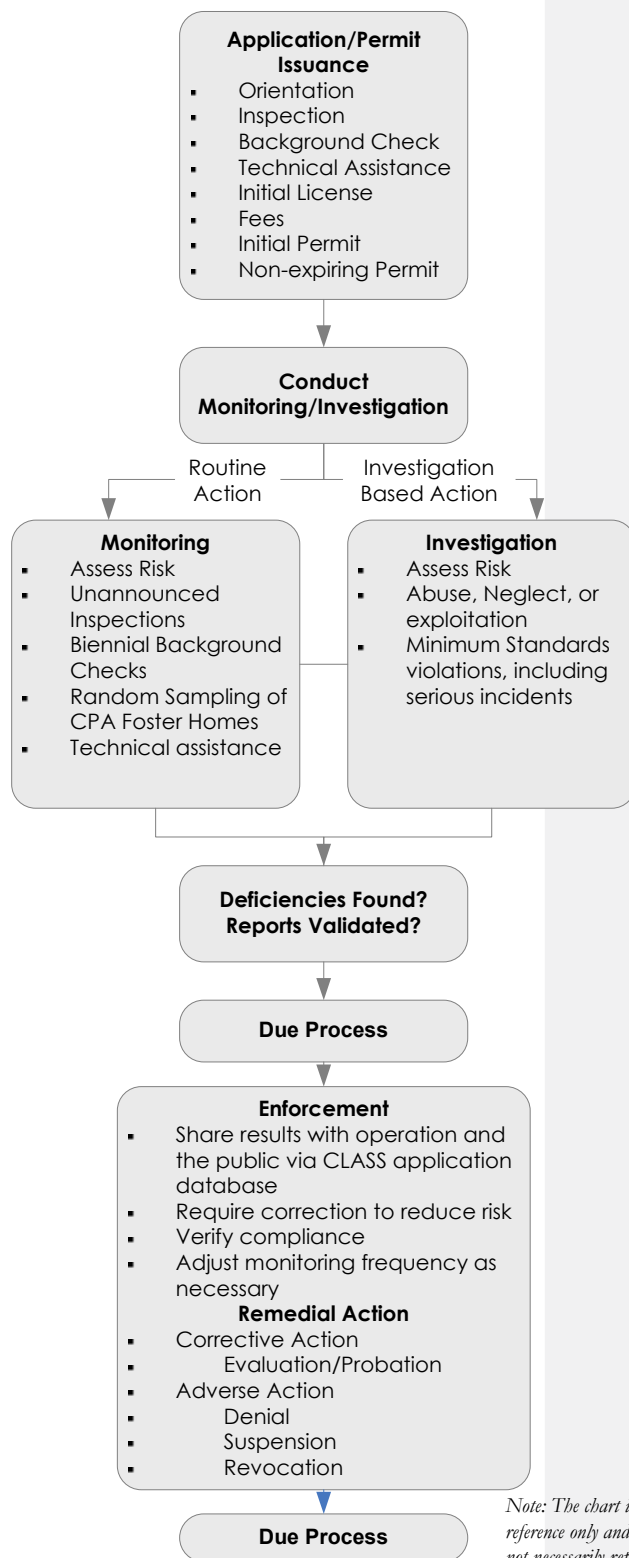 Application/Permit
Issuance
▪ Orientation
▪ Inspection
▪ Background Check
▪ Technical Assistance
▪ Initial License
▪ Fees
▪ Initial Permit
▪ Non-expiring Permit
Conduct
Monitoring/Investigation
Routine
Action
Investigation
Based Action
Monitoring
▪ Assess Risk
▪ Unannounced
Inspections
▪ Biennial Background
Checks
▪ Random Sampling of
CPA Foster Homes
▪ Technical assistance
Investigation
▪ Assess Risk
▪ Abuse, Neglect, or
exploitation
▪ Minimum Standards
violations, including
serious incidents
Deficiencies Found?
Reports Validated?
Due Process
Enforcement
▪ Share results with operation and
the public via CLASS application
database
▪ Require correction to reduce risk
▪ Verify compliance
▪ Adjust monitoring frequency as
necessary
Remedial Action
▪ Corrective Action
▪ Evaluation/Probation
▪ Adverse Action
▪ Denial
▪ Suspension
▪ Revocation
Due Process
Note: The chart
reference only and
not necessarily